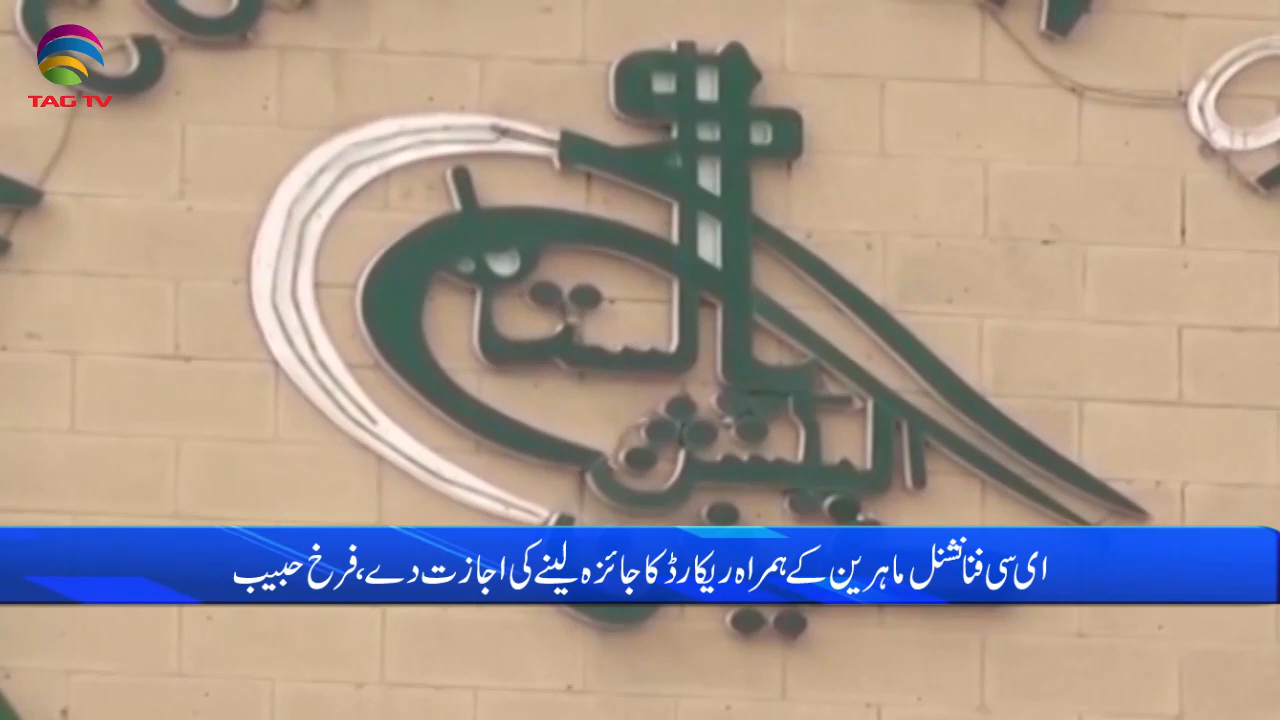 TAG TV
الیکشن
پاکستان
ای سی فنانشنل ماہرین کے ہمراہ ریکارڈ کا جائزہ لینے کی اجازت دے، فرخ حبیب